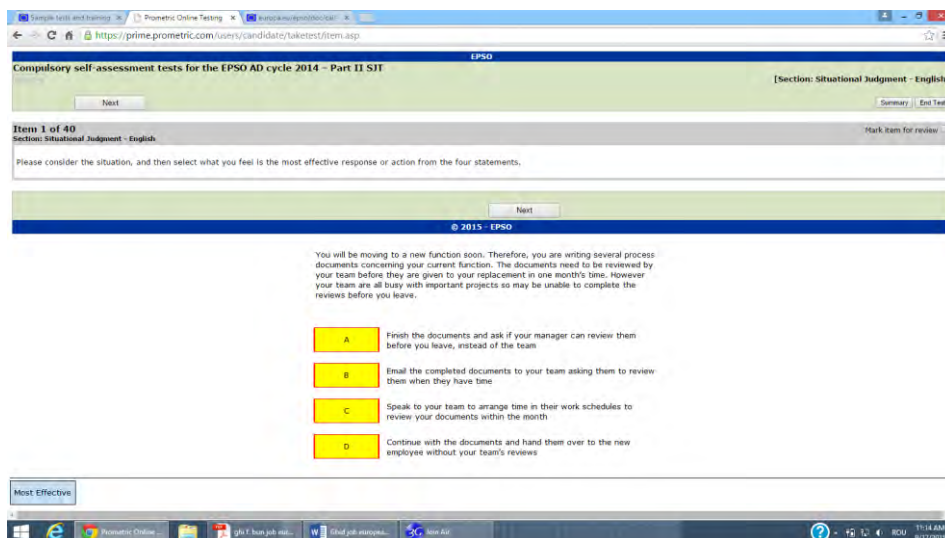 Sample tests and training
Prometric Online Testing
https://prime.prometric.com/users/candidate/taketest/item.asp
EPSO
Compulsory self-assessment tests for the EPSO AD cycle 2014 – Part II SJT
[Section: Situational Judgment - English
Next
Summary
End Test
Item 1 of 40
Mark item for review
Section: Situational Judgment - English
Please consider the situation, and then select what you feel is the most effective response or action from the four statements.
Next
© 2015 - EPSO
You will be moving to a new function soon. Therefore, you are writing several process
documents concerning your current function. The documents need to be reviewed by
your team before they are given to your replacement in one month's time. However
your team are all busy with important projects so may be unable to complete the
reviews before you leave.
A
Finish the documents and ask if your manager can review them
before you leave, instead of the team
B
Email the completed documents to your team asking them to review
them when they have time
C
Speak to your team to arrange time in their work schedules to
review your documents within the month
D
Continue with the documents and hand them over to the new
employee without your team's reviews
Most Effective
Prometric Online ...
ROU
11:14 AM